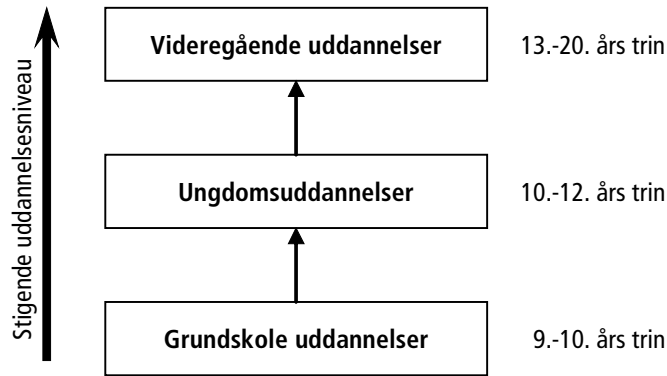 Videregående uddannelser 13.-20. års trin
Stigende uddannelsesniveau
Ungdomsuddannelser 10.-12. års trin
Grundskole uddannelser 9.-10. års trin